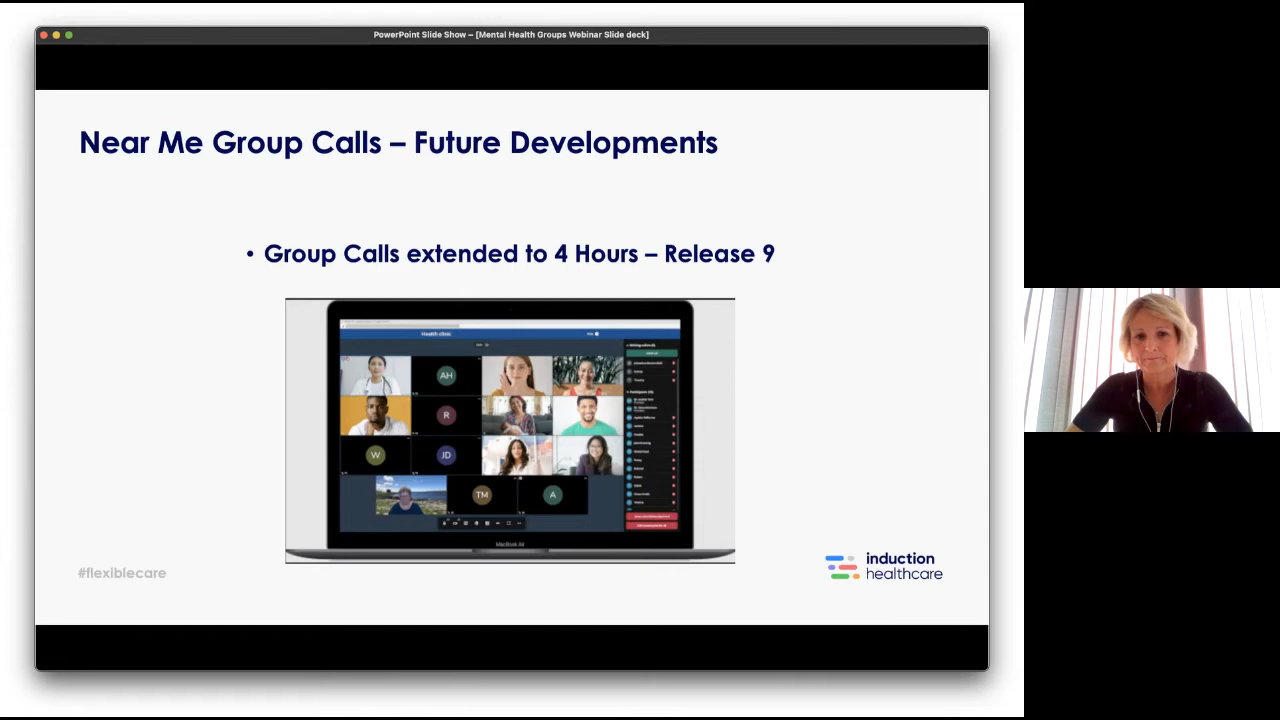 PowerPoint Slide Show – [Mental Health Groups Webinar Slide deck]
Near Me Group Calls – Future Developments
• Group Calls extended to 4 Hours – Release 9
Health clinic
AH
R
W
JD
TM
A
MacBook Air
#flexiblecare
induction
healthcare